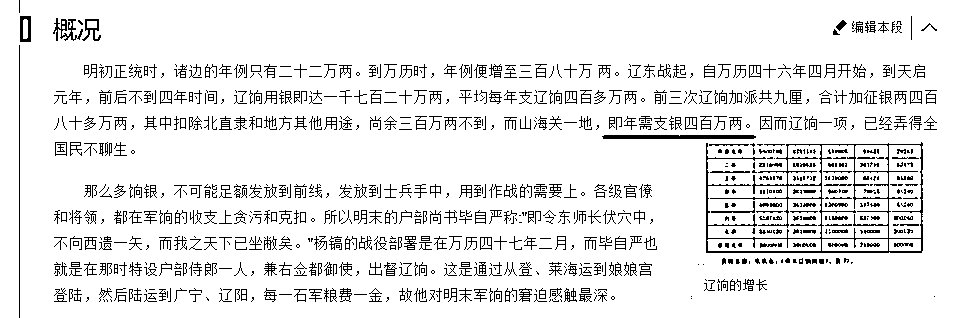 概况
编辑本段
明初正统时，诸边的年例只有二十二万两。到万历时，年例便增至三百八十万 两。辽东战起，自万历四十六年四月开始，到天启
元年，前后不到四年时间，辽饷用银即达一千七百二十万两，平均每年支辽饷四百多万两。前三次辽饷加派共九厘，合计加征银两四百
八十多万两，其中扣除北直隶和地方其他用途，尚余三百万两不到，而山海关一地，即年需支银四百万两。因而辽饷一项，已经弄得全
国民不聊生。
那么多饷银，不可能足额发放到前线，发放到士兵手中，用到作战的需要上。各级官僚
和将领，都在军饷的收支上贪污和克扣。所以明末的户部尚书毕自严称:"即令东师长伏穴中，
不向西遗一矢，而我之天下已坐敝矣。"杨镐的战役部署是在万历四十七年二月，而毕自严也
就是在那时特设户部侍郎一人，兼右佥都御使，出督辽饷。这是通过从登、莱海运到娘娘宫
登陆，然后陆运到广宁、辽阳，每一石军粮费一金，故他对明末军饷的窘迫感触最深。
辽饷的增长